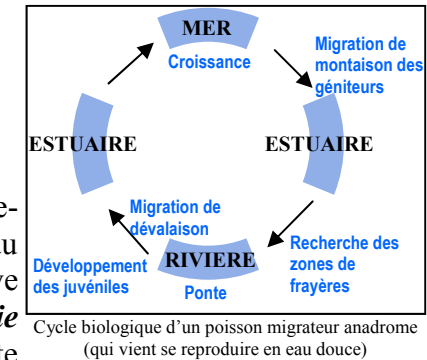 MER
Croissance
Migration de
montaison des
géniteurs
ESTUAIRE
ESTUAIRE
Migration de
dévalaison
Développement
des juvéniles
RIVIERE
Ponte
Recherche des
zones de
frayères
Cycle biologique d'un poisson migrateur anadrome
(qui vient se reproduire en eau douce)